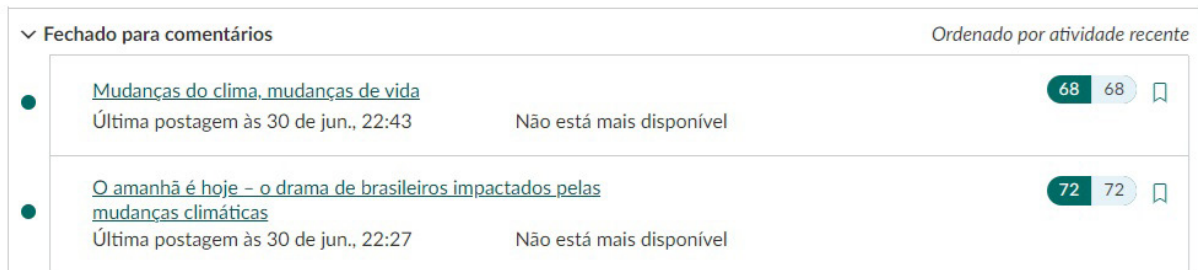 Fechado para comentários
Ordenado por atividade recente
Mudanças do clima, mudanças de vida
68 68
Última postagem às 30 de jun., 22:43
Não está mais disponível
O amanhã é hoje – o drama de brasileiros impactados pelas
mudanças climáticas
72 72
Última postagem às 30 de jun., 22:27
Não está mais disponível